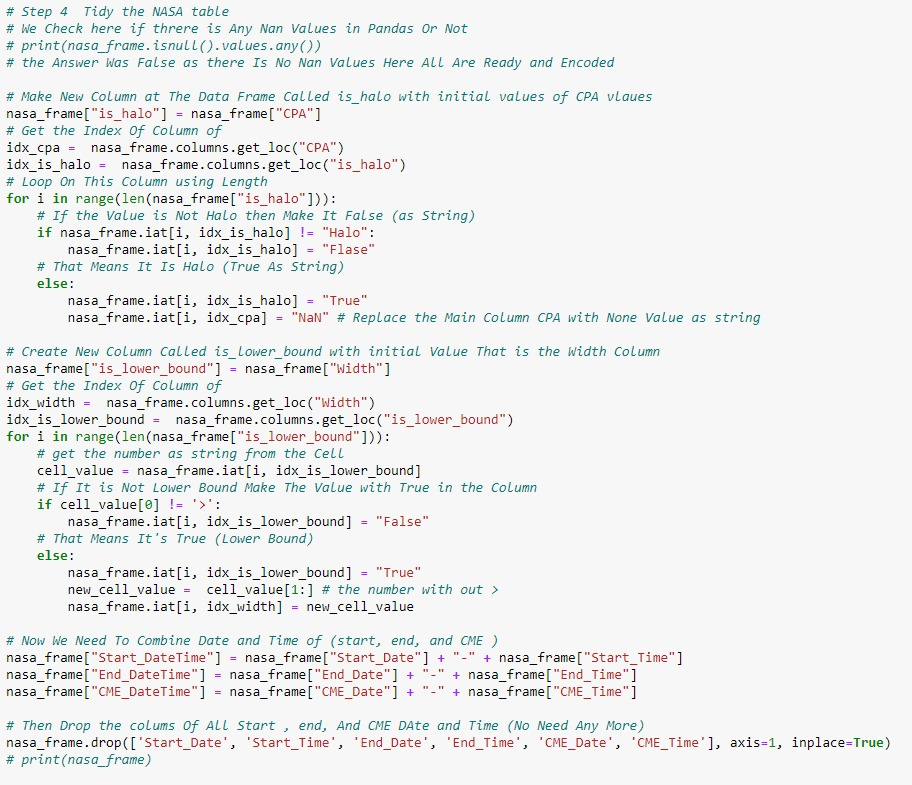 # Step 4  Tidy the NASA table
# We Check here if threre is Any Nan Values in Pandas Or Not
# print(nasa_frame.isnull().values.any())
# the Answer Was False as there Is No Nan Values Here All Are Ready and Encoded

# Make New Column at The Data Frame Called is_halo with initial values of CPA vlaues
nasa_frame["is_halo"] = nasa_frame["CPA"]
# Get the Index Of Column of
idx_cpa =  nasa_frame.columns.get_loc("CPA")
idx_is_halo =  nasa_frame.columns.get_loc("is_halo")
# Loop On This Column using Length
for i in range(len(nasa_frame["is_halo"])):
    # If the Value is Not Halo then Make It False (as String)
    if nasa_frame.iat[i, idx_is_halo] != "Halo":
        nasa_frame.iat[i, idx_is_halo] = "Flase"
    # That Means It Is Halo (True As String)
    else:
        nasa_frame.iat[i, idx_is_halo] = "True"
        nasa_frame.iat[i, idx_cpa] = "NaN" # Replace the Main Column CPA with None Value as string

# Create New Column Called is_lower_bound with initial Value That is the Width Column
nasa_frame["is_lower_bound"] = nasa_frame["Width"]
# Get the Index Of Column of
idx_width =  nasa_frame.columns.get_loc("Width")
idx_is_lower_bound =  nasa_frame.columns.get_loc("is_lower_bound")
for i in range(len(nasa_frame["is_lower_bound"])):
    # get the number as string from the Cell
    cell_value = nasa_frame.iat[i, idx_is_lower_bound]
    # If It is Not Lower Bound Make The Value with True in the Column
    if cell_value[0] != '>':
        nasa_frame.iat[i, idx_is_lower_bound] = "False"
    # That Means It's True (Lower Bound)
    else:
        nasa_frame.iat[i, idx_is_lower_bound] = "True"
        new_cell_value =  cell_value[1:] # the number with out >
        nasa_frame.iat[i, idx_width] = new_cell_value

# Now We Need To Combine Date and Time of (start, end, and CME )
nasa_frame["Start_DateTime"] = nasa_frame["Start_Date"] + "-" + nasa_frame["Start_Time"]
nasa_frame["End_DateTime"] = nasa_frame["End_Date"] + "-" + nasa_frame["End_Time"]
nasa_frame["CME_DateTime"] = nasa_frame["CME_Date"] + "-" + nasa_frame["CME_Time"]

# Then Drop the colums Of All Start , end, And CME DAte and Time (No Need Any More)
nasa_frame.drop(['Start_Date', 'Start_Time', 'End_Date', 'End_Time', 'CME_Date', 'CME_Time'], axis=1, inplace=True)
# print(nasa_frame)